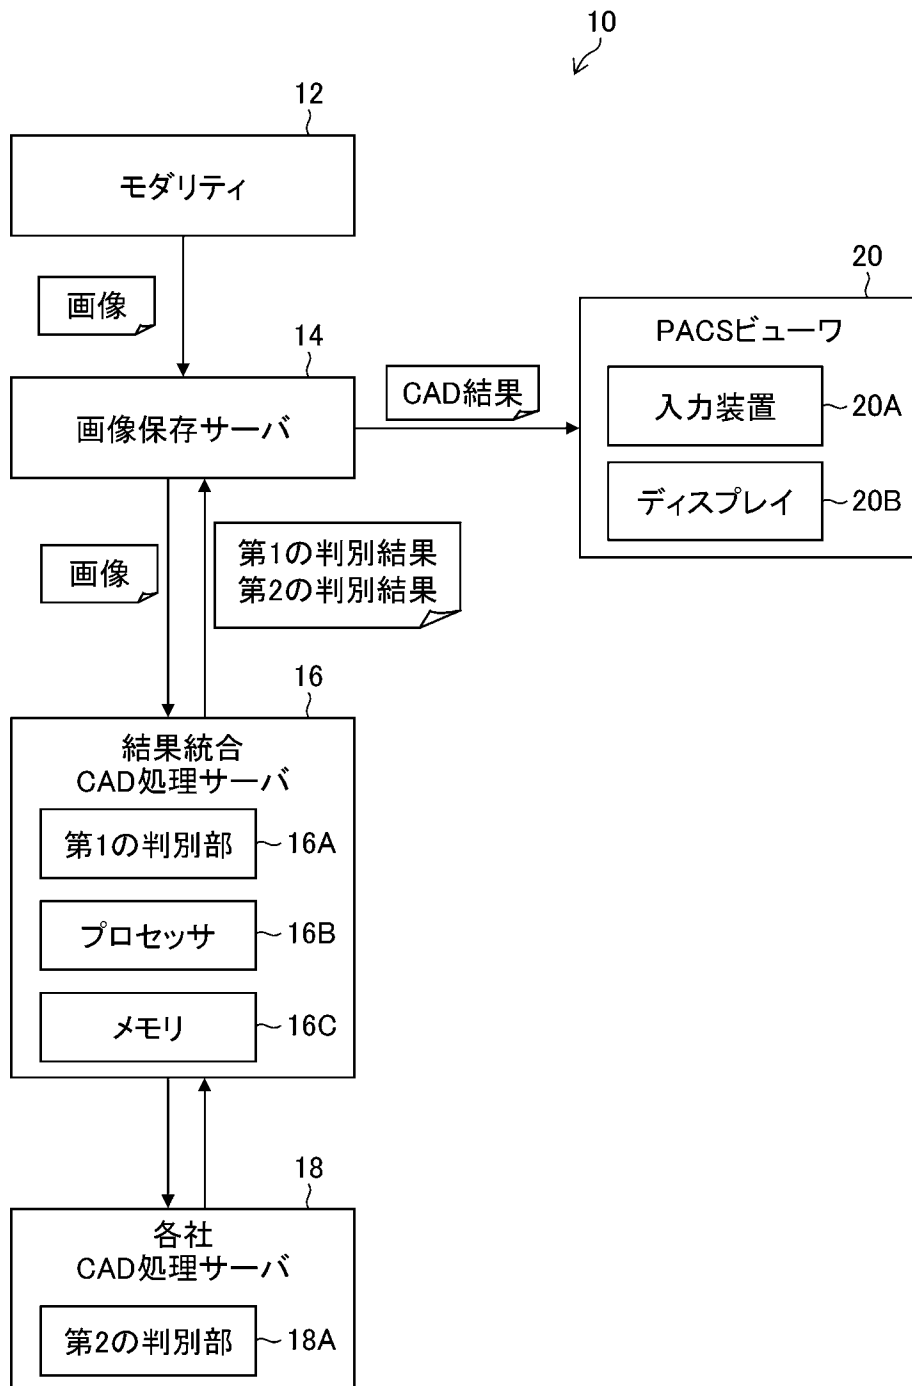 10
12
モダリティ
画像
14
画像保存サーバ
CAD結果
20
PACSビューワ
入力装置
20A
ディスプレイ
20B
画像
第1の判別結果
第2の判別結果
16
結果統合
CAD処理サーバ
第1の判別部
16A
プロセッサ
16B
メモリ
16C
18
各社
CAD処理サーバ
第2の判別部
18A